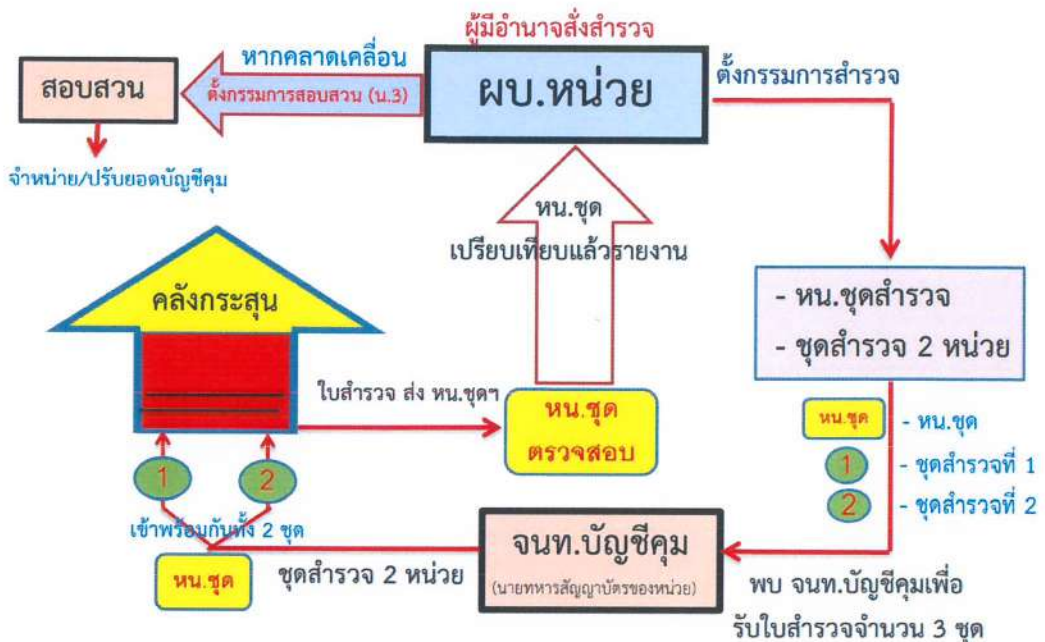 ผู้มีอำนาจสั่งสำรวจ
หากคลาดเคลื่อน
สอบสวน
ตั้งกรรมการสอบสวน (น.3)
ผบ.หน่วย
ตั้งกรรมการสำรวจ
จำหน่าย/ปรับยอดบัญชีคุม
หน.ชุด
เปรียบเทียบแล้วรายงาน
คลังกระสุน
- หน.ชุดสำรวจ
- ชุดสำรวจ 2 หน่วย
ใบสำรวจ ส่ง หน.ชุดฯ
หน.ชุด
ตรวจสอบ
หน.ชุด - หน.ชุด
1 - ชุดสำรวจที่ 1
2 - ชุดสำรวจที่ 2
1 2
เข้าพร้อมกันทั้ง 2 ชุด
หน.ชุด
ชุดสำรวจ 2 หน่วย
จนท.บัญชีคุม
(นายทหารสัญญาบัตรของหน่วย)
พบ จนท.บัญชีคุมเพื่อ
รับใบสำรวจจำนวน 3 ชุด